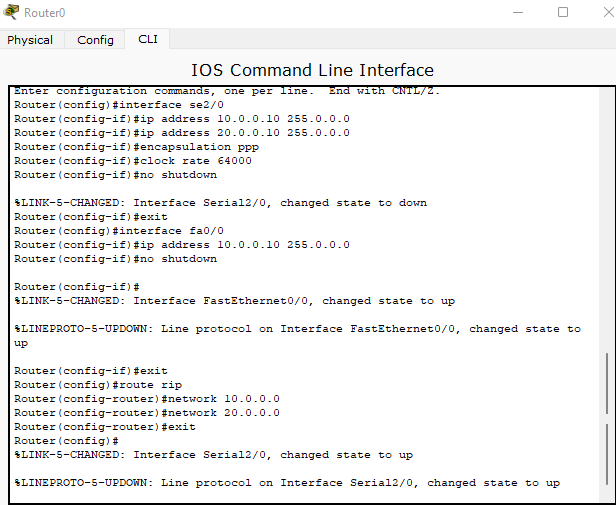 Router0
Physical Config CLI
IOS Command Line Interface
Enter configuration commands, one per line.  End with CNTL/Z.
Router(config)#interface se2/0
Router(config-if)#ip address 10.0.0.10 255.0.0.0
Router(config-if)#ip address 20.0.0.10 255.0.0.0
Router(config-if)#encapsulation ppp
Router(config-if)#clock rate 64000
Router(config-if)#no shutdown
%LINK-5-CHANGED: Interface Serial2/0, changed state to down
Router(config-if)#exit
Router(config)#interface fa0/0
Router(config-if)#ip address 10.0.0.10 255.0.0.0
Router(config-if)#no shutdown
Router(config-if)#
%LINK-5-CHANGED: Interface FastEthernet0/0, changed state to up
%LINEPROTO-5-UPDOWN: Line protocol on Interface FastEthernet0/0, changed state to
up
Router(config-if)#exit
Router(config)#route rip
Router(config-router)#network 10.0.0.0
Router(config-router)#network 20.0.0.0
Router(config-router)#exit
Router(config)#
%LINK-5-CHANGED: Interface Serial2/0, changed state to up
%LINEPROTO-5-UPDOWN: Line protocol on Interface Serial2/0, changed state to up